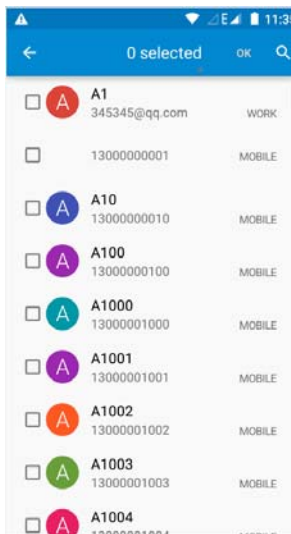 E 11:3
0 selected OK
A A1
345345@qq.com WORK
13000000001 MOBILE
A A10
13000000010 MOBILE
A A100
13000000100 MOBILE
A A1000
13000001000 MOBILE
A A1001
13000001001 MOBILE
A A1002
13000001002 MOBILE
A A1003
13000001003 MOBILE
A A1004